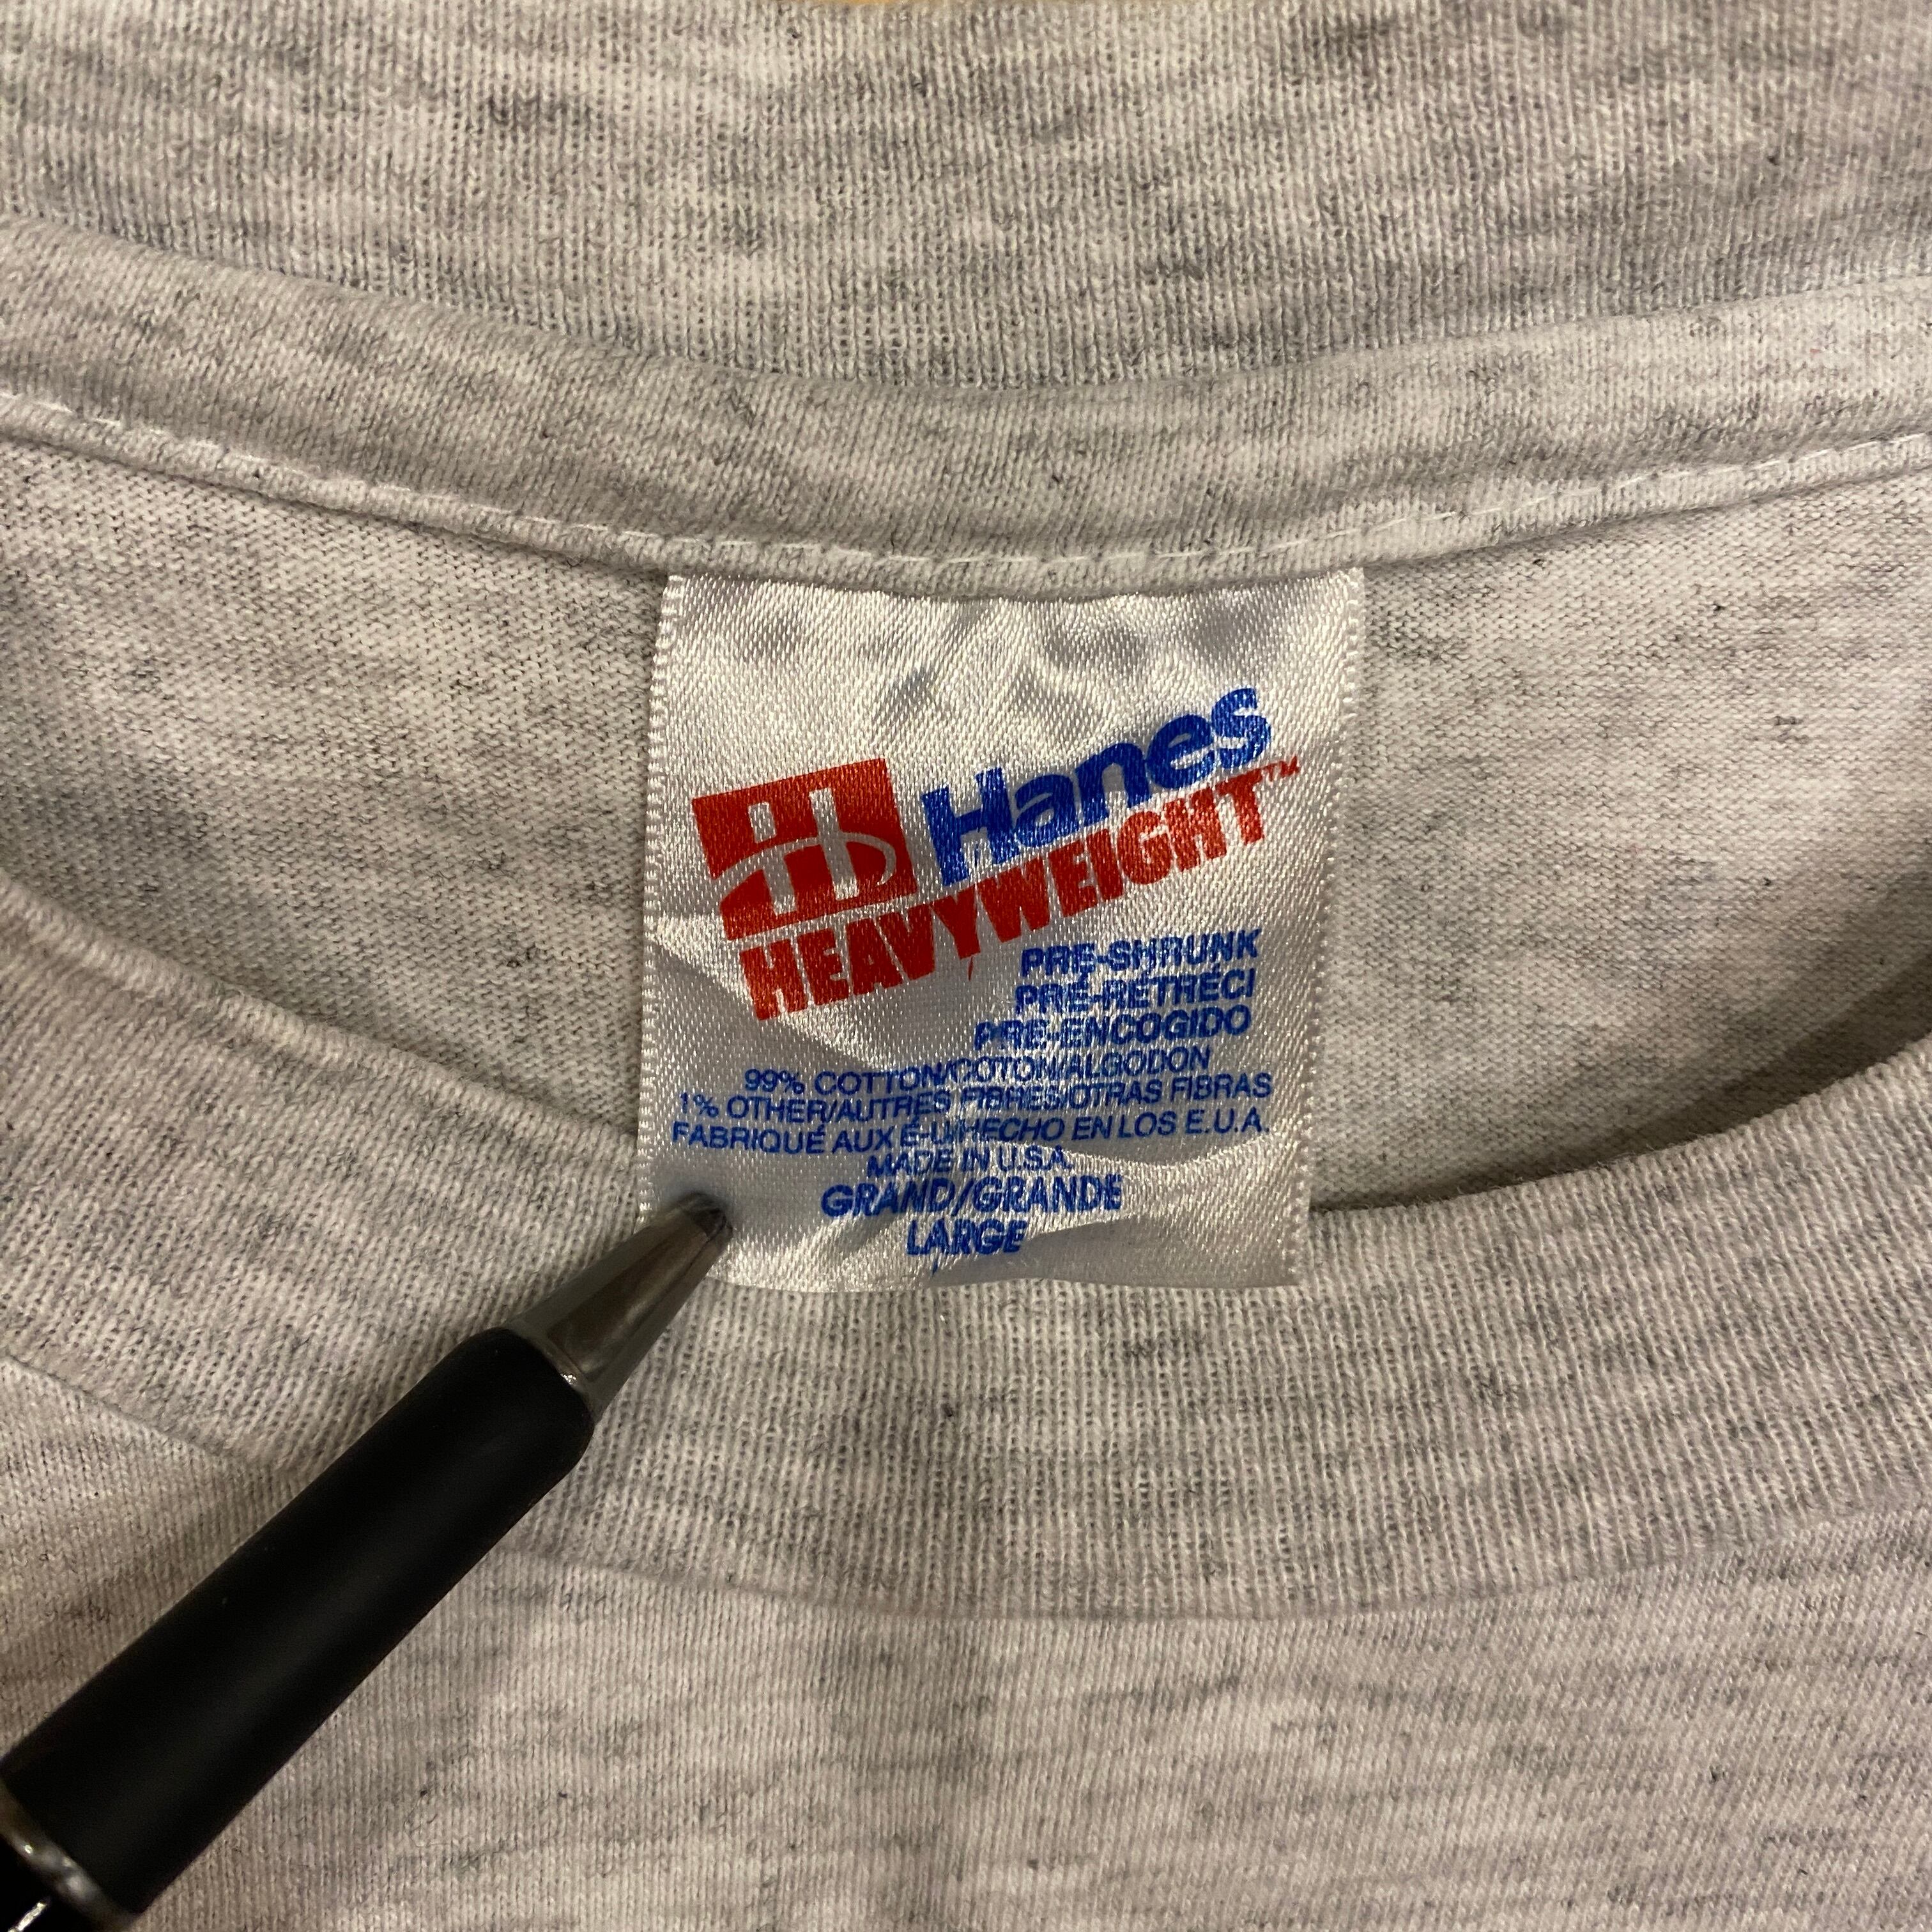 Hanes
HEAVYWEIGHT™
PRE-SHRUNK
PRÉ-RÉTRÉCI
PRE-ENCOGIDO
99% COTTON/COTON/ALGODON
1% OTHER/AUTRES FIBRES/OTRAS FIBRAS
FABRIQUÉ AUX É-U/HECHO EN LOS E.U.A.
MADE IN U.S.A.
GRAND/GRANDE
LARGE